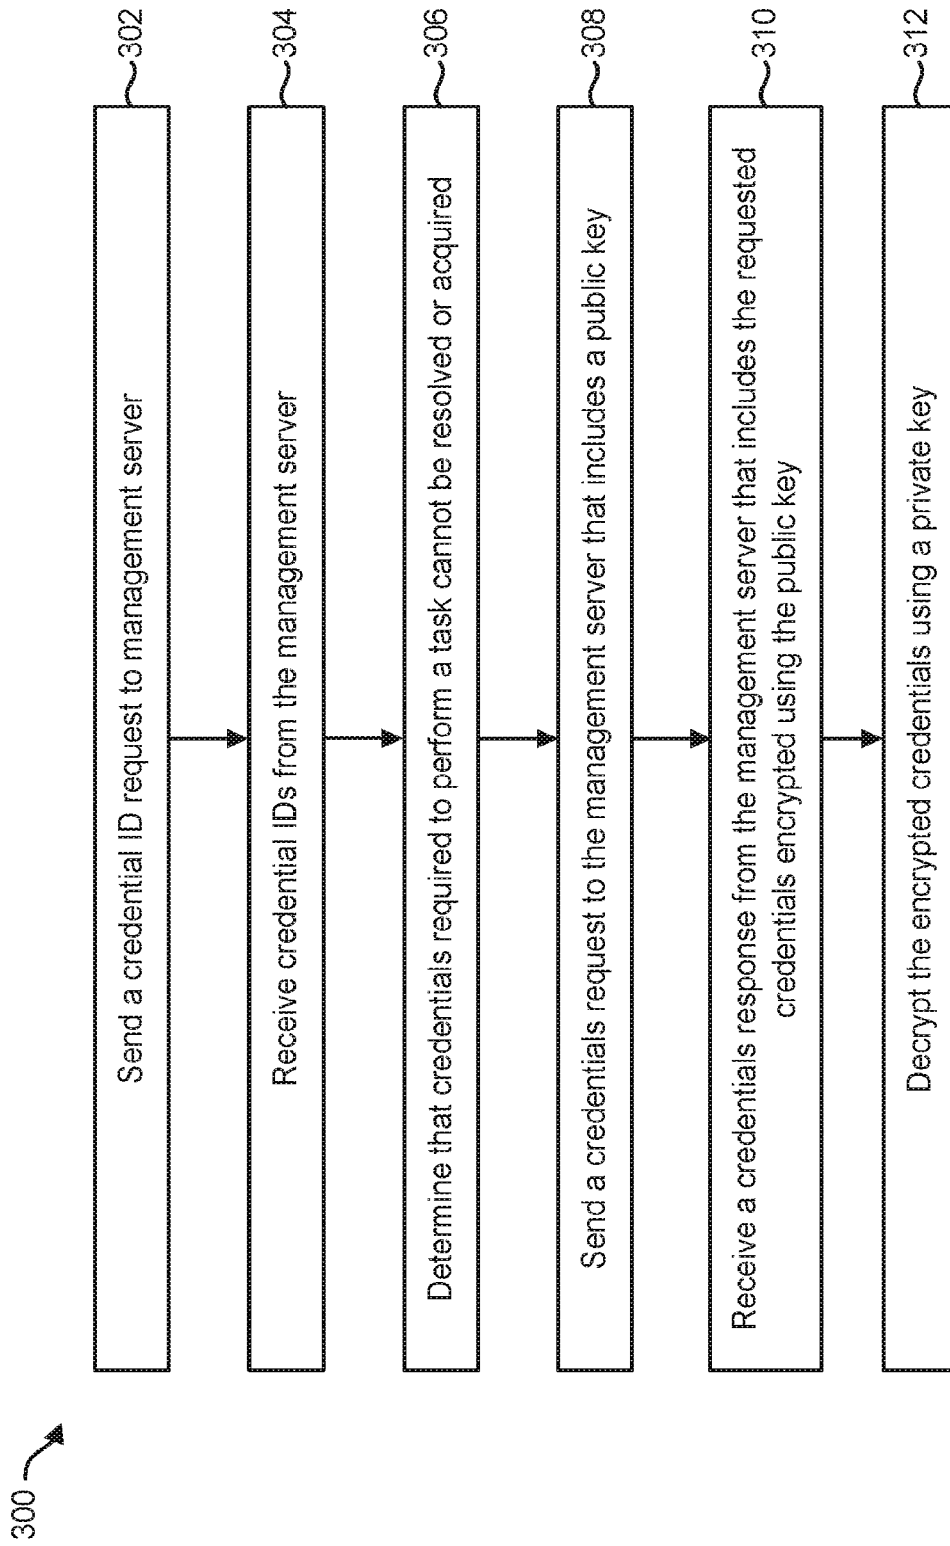 300
Send a credential ID request to management server
302
Receive credential IDs from the management server
304
Determine that credentials required to perform a task cannot be resolved or acquired
306
Send a credentials request to the management server that includes a public key
308
Receive a credentials response from the management server that includes the requested
credentials encrypted using the public key
310
Decrypt the encrypted credentials using a private key
312